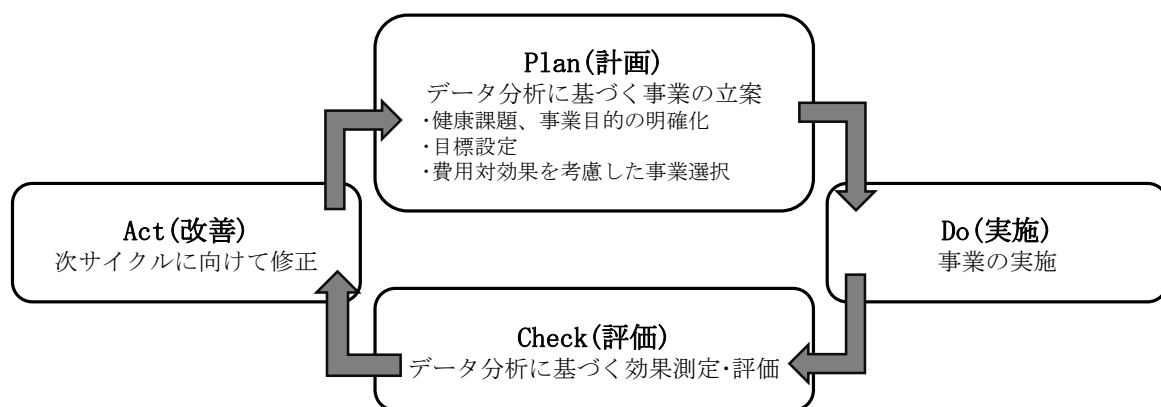 Plan(計画)
データ分析に基づく事業の立案
・健康課題、事業目的の明確化
・目標設定
・費用対効果を考慮した事業選択
Act(改善)
次サイクルに向けて修正
Do(実施)
事業の実施
Check(評価)
データ分析に基づく効果測定・評価